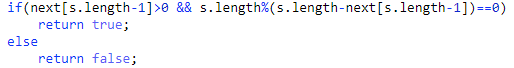 if(next[s.length-1]>0 && s.length%(s.length-next[s.length-1])==0)
    return true;
else
    return false;